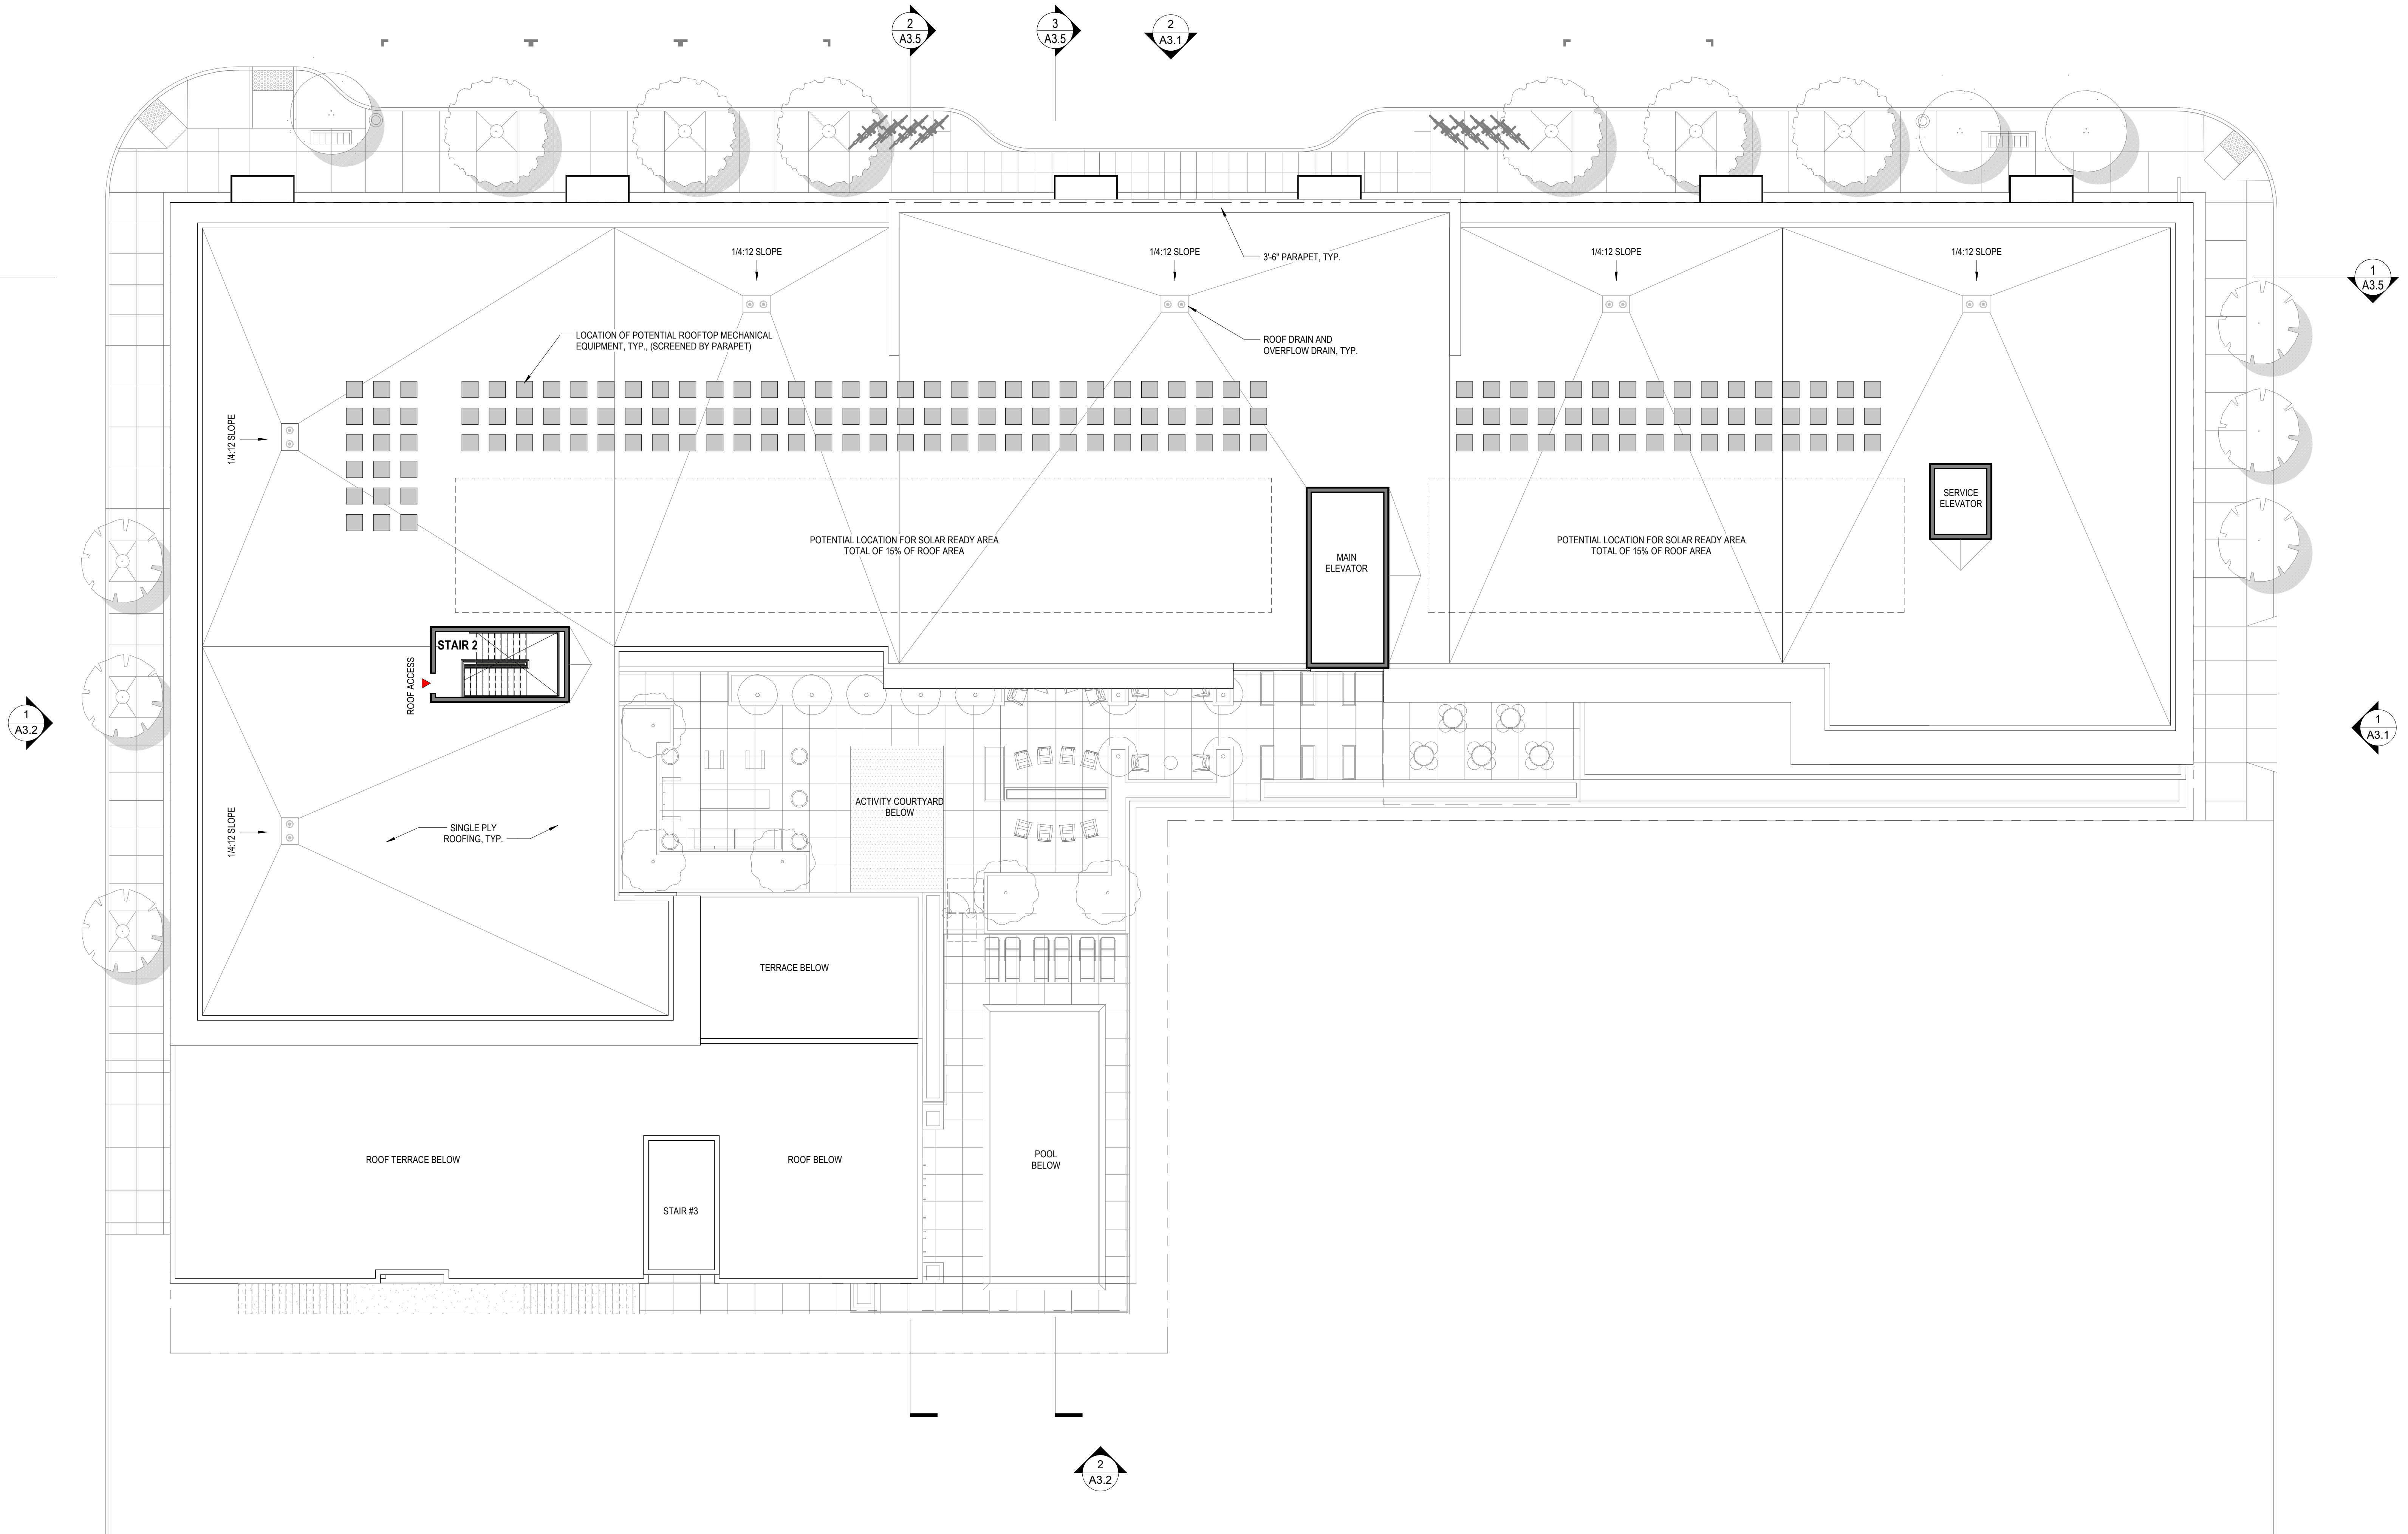 2
A3.5
3
A3.5
2
A3.1
1/4:12 SLOPE
1/4:12 SLOPE
1/4:12 SLOPE
1/4:12 SLOPE
3'-6" PARAPET, TYP.
1
A3.5
LOCATION OF POTENTIAL ROOFTOP MECHANICAL
EQUIPMENT, TYP., (SCREENED BY PARAPET)
ROOF DRAIN AND
OVERFLOW DRAIN, TYP.
1/4:12 SLOPE
SERVICE
ELEVATOR
POTENTIAL LOCATION FOR SOLAR READY AREA
TOTAL OF 15% OF ROOF AREA
MAIN
ELEVATOR
POTENTIAL LOCATION FOR SOLAR READY AREA
TOTAL OF 15% OF ROOF AREA
STAIR 2
ROOF ACCESS
1
A3.2
1
A3.1
ACTIVITY COURTYARD
BELOW
1/4:12 SLOPE
SINGLE PLY
ROOFING, TYP.
TERRACE BELOW
ROOF TERRACE BELOW
ROOF BELOW
POOL
BELOW
STAIR #3
2
A3.2